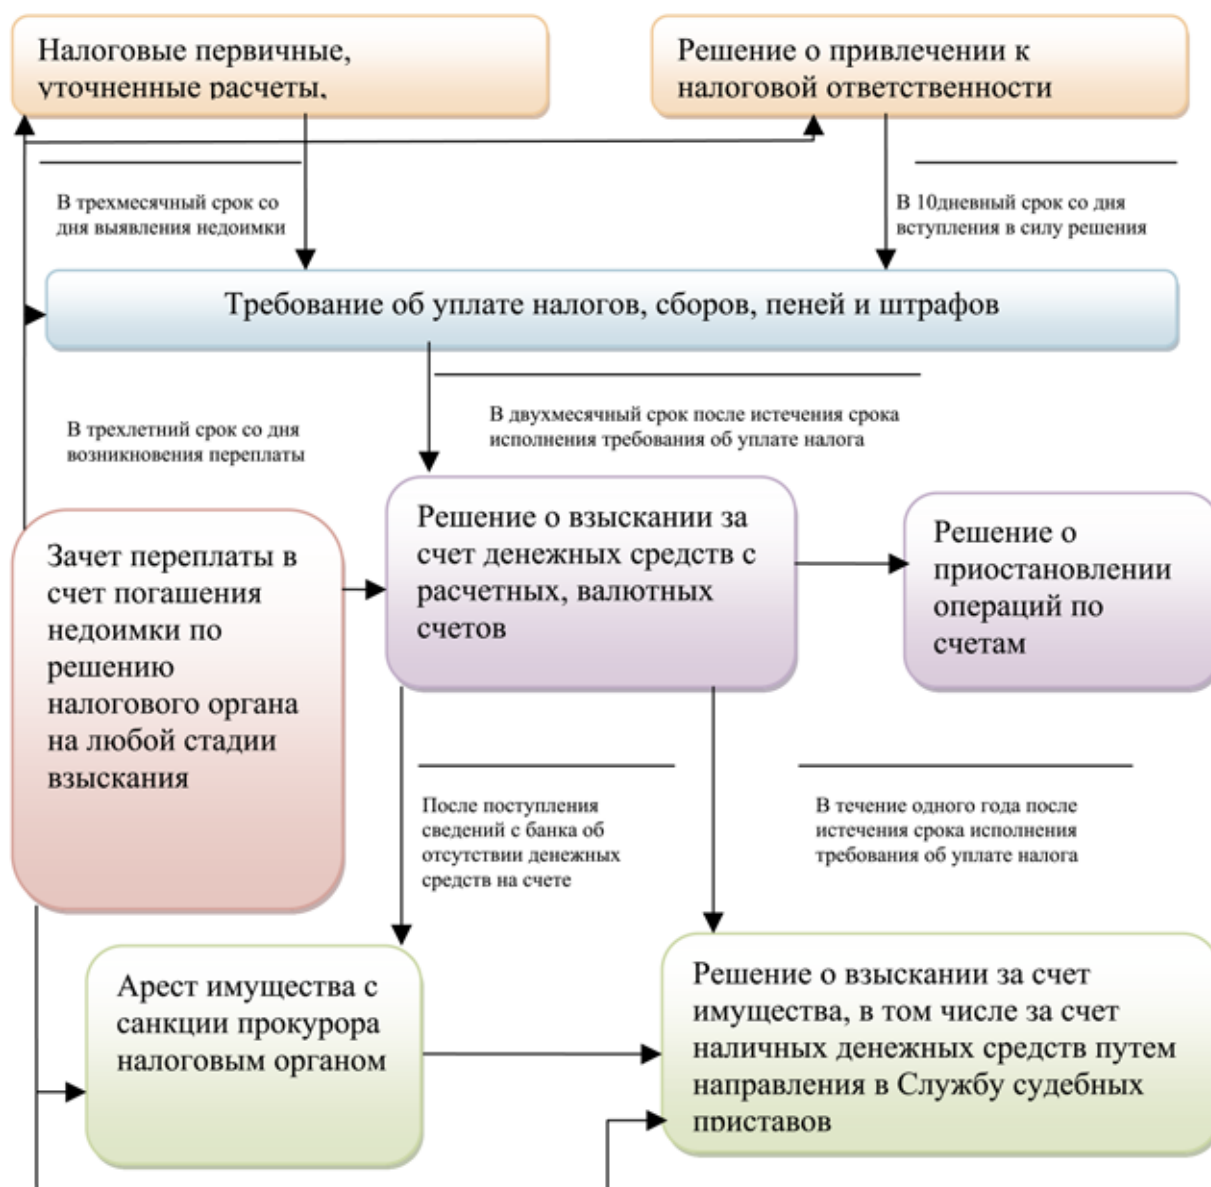 Налоговые первичные,
уточненные расчеты,
Решение о привлечении к
налоговой ответственности
В трехмесячный срок со
дня выявления недоимки
В 10дневный срок со дня
вступления в силу решения
Требование об уплате налогов, сборов, пеней и штрафов
В трехлетний срок со дня
возникновения переплаты
В двухмесячный срок после истечения срока
исполнения требования об уплате налога
Зачет переплаты в
счет погашения
недоимки по
решению
налогового органа
на любой стадии
взыскания
Решение о взыскании за
счет денежных средств с
расчетных, валютных
счетов
Решение о
приостановлении
операций по
счетам
После поступления
сведений с банка об
отсутствии денежных
средств на счете
В течение одного года после
истечения срока исполнения
требования об уплате налога
Арест имущества с
санкции прокурора
налоговым органом
Решение о взыскании за счет
имущества, в том числе за счет
наличных денежных средств путем
направления в Службу судебных
приставов